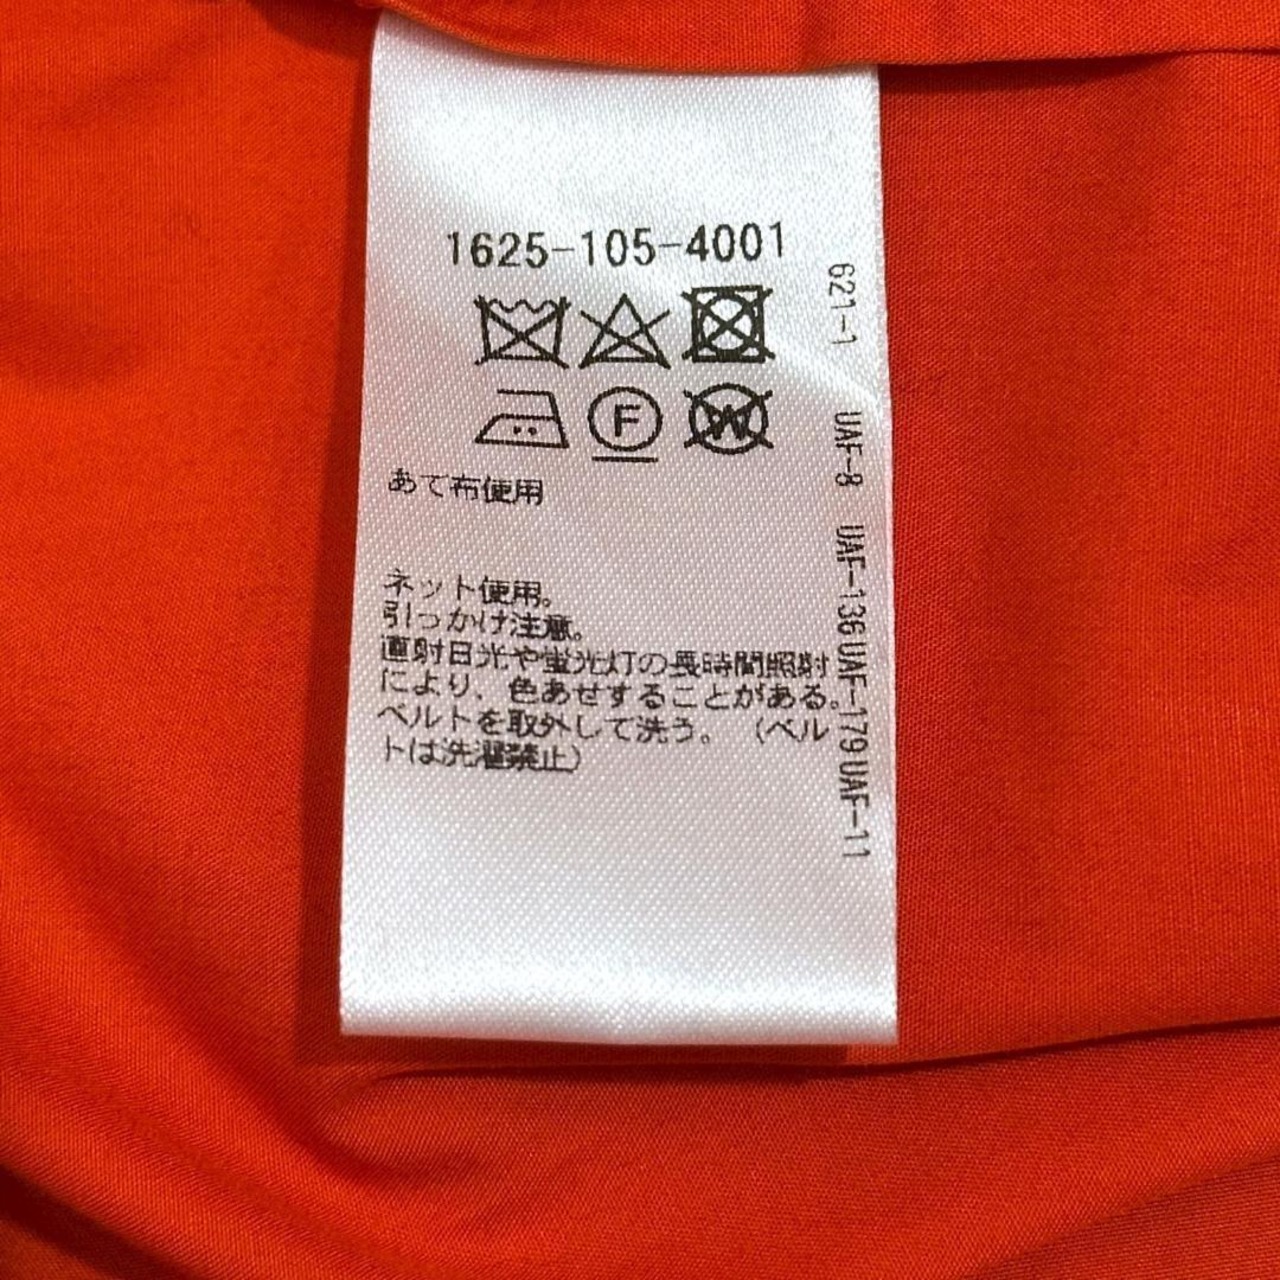 1625-105-4001
F
W
あて布使用
ネット使用。
引っかけ注意。
直射日光や蛍光灯の長時間照射
により、色あせすることがある。
ベルトを取外して洗う。（ベル
トは洗濯禁止）
621-1 UAF-8 UAF-136 UAF-179 UAF-11